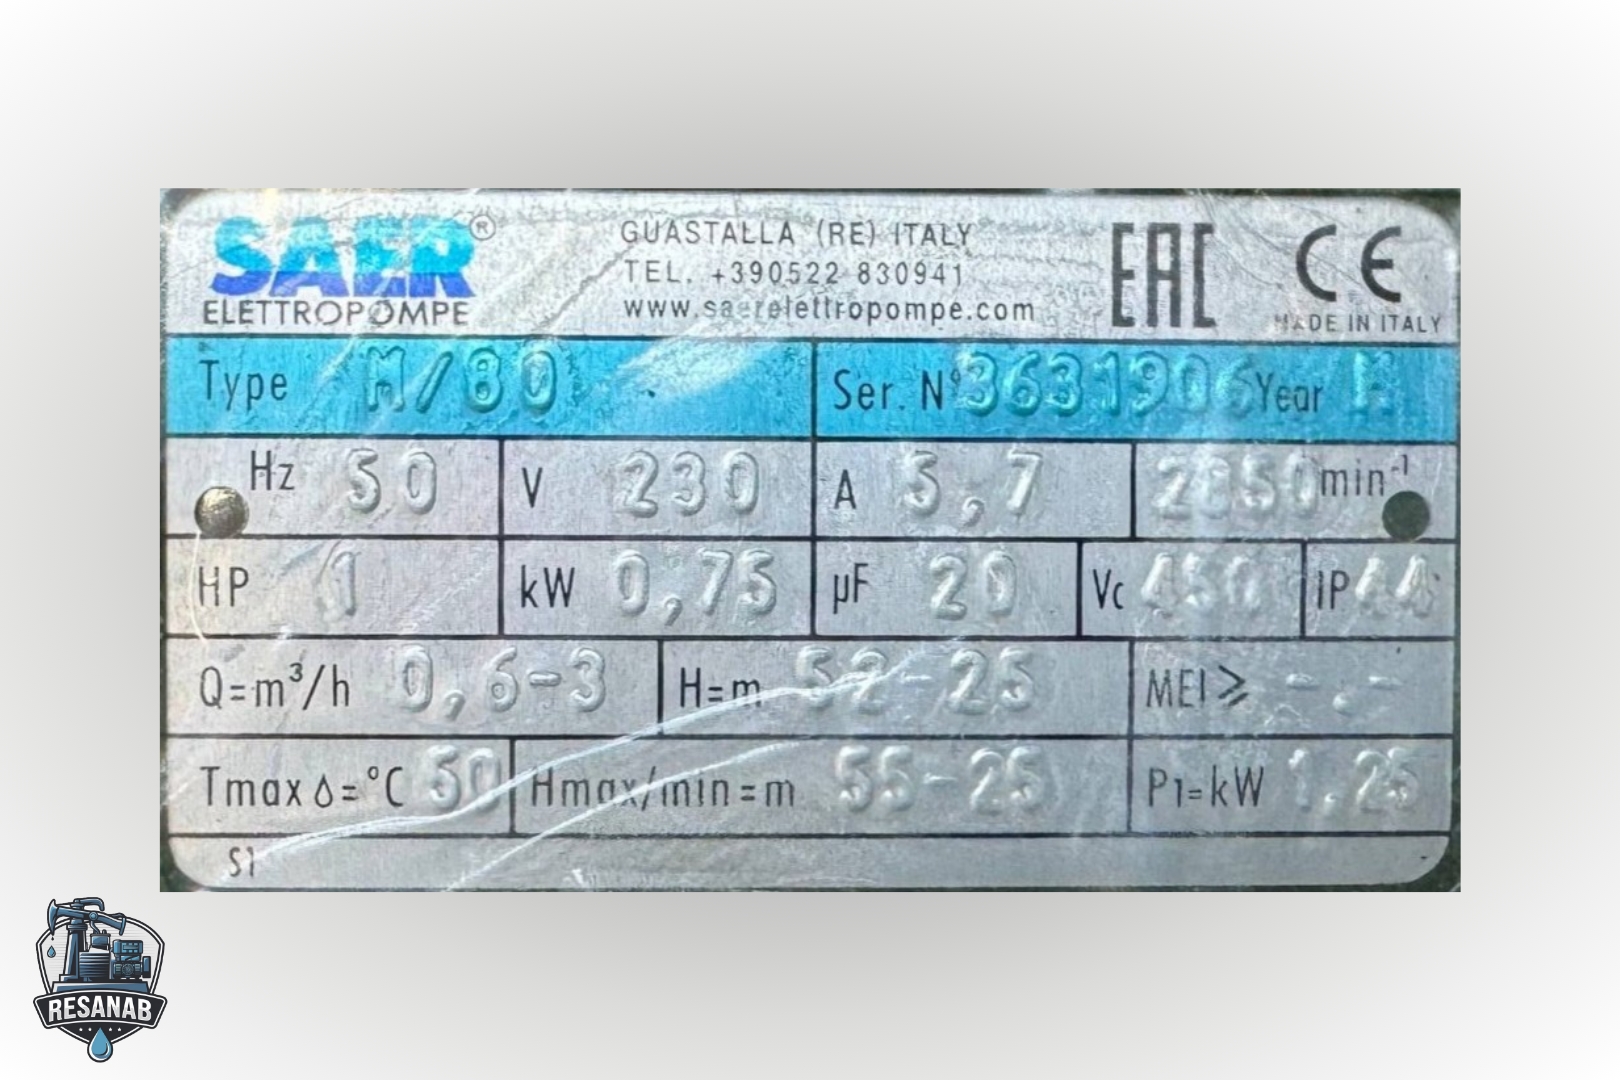 SAER®
ELETTROPOMPE
GUASTALLA (RE) ITALY
TEL. +390522 830941
www.saerelettropompe.com
EAC CE
MADE IN ITALY
Type M/80 Ser. N° 3631906 Year
Hz 50 V 230 A 5,7 2850 min⁻¹
HP 1 kW 0,75 µF 20 Vc 450 IP 44
Q=m³/h 0,6-3 H=m 52-25 MEI⩾ -.-
Tmax=°C 50 Hmax/min=m 55-25 P1=kW 1.25
S1
RESANAB